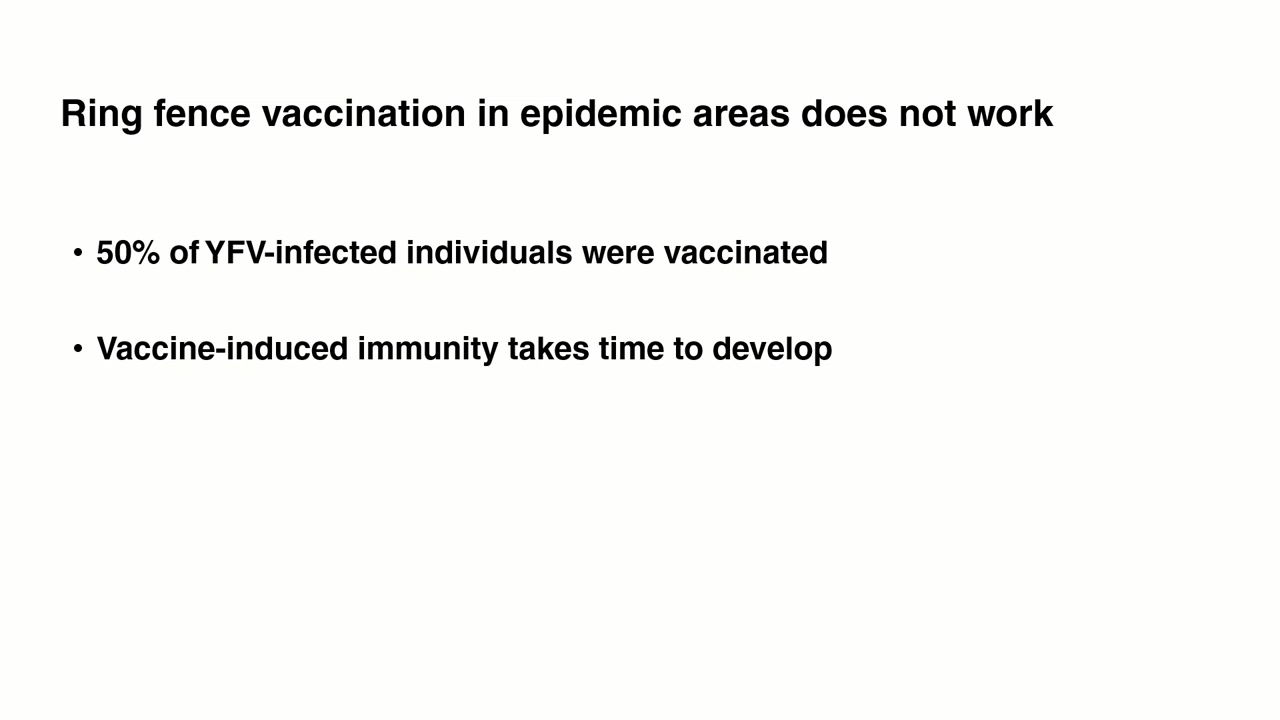 Ring fence vaccination in epidemic areas does not work
• 50% of YFV-infected individuals were vaccinated
• Vaccine-induced immunity takes time to develop